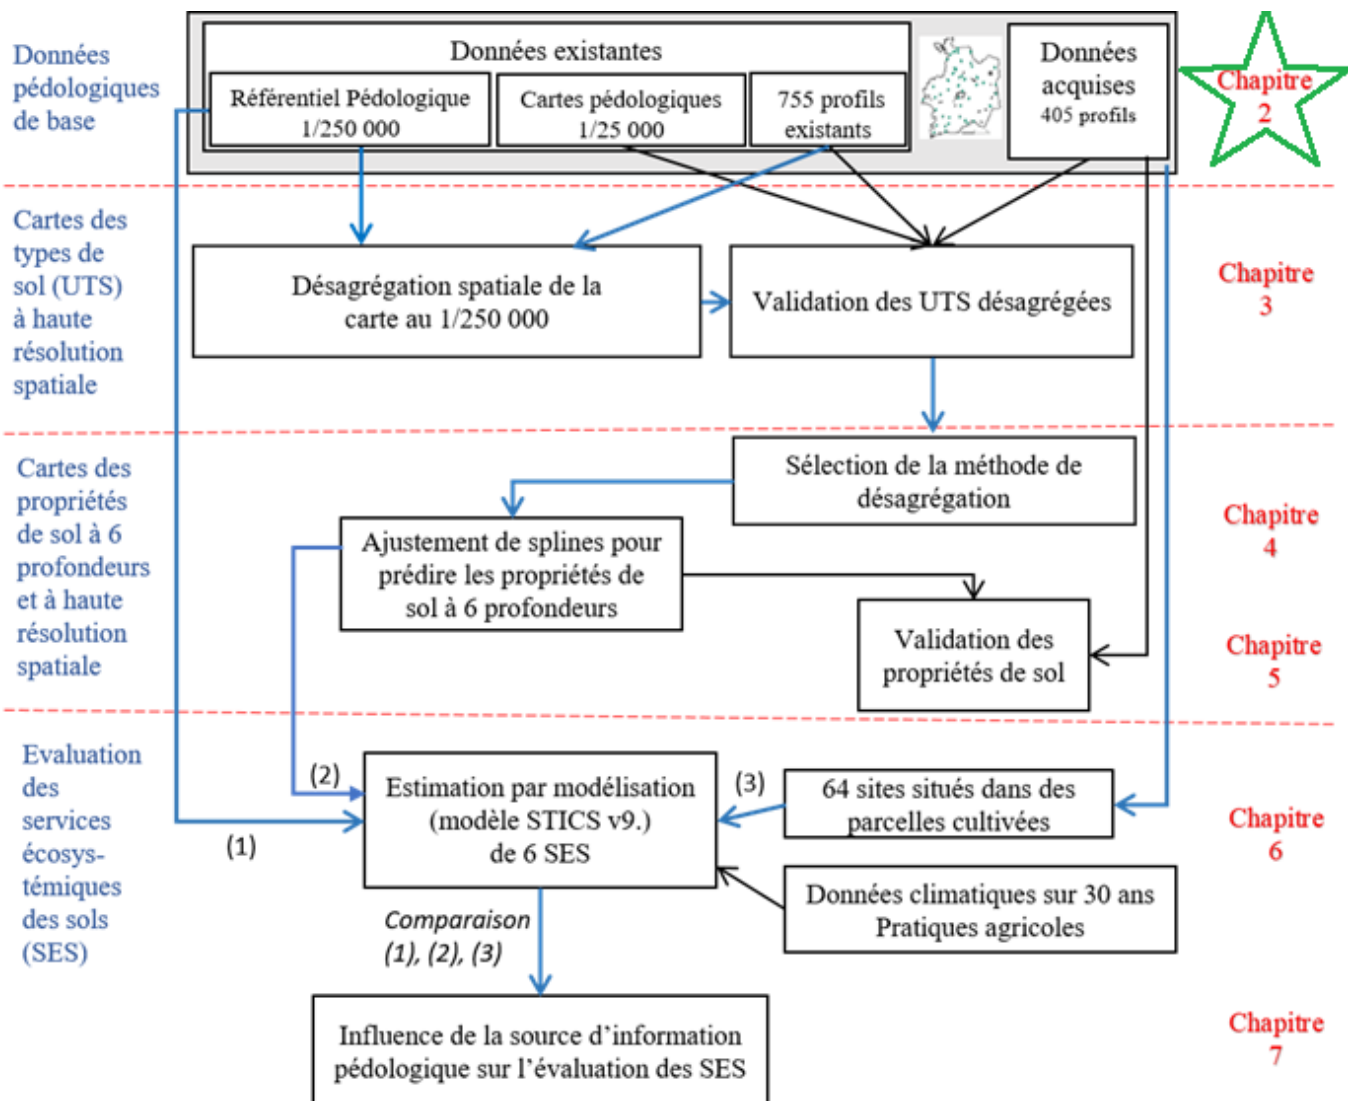 Données
pédologiques
de base
Données existantes
Référentiel Pédologique
1/250 000
Cartes pédologiques
1/25 000
755 profils
existants
Données
acquises
405 profils
Chapitre
2
Cartes des
types de
sol (UTS)
à haute
résolution
spatiale
Désagrégation spatiale de la
carte au 1/250 000
Validation des UTS désagrégées
Chapitre
3
Cartes des
propriétés
de sol à 6
profondeurs
et à haute
résolution
spatiale
Sélection de la méthode de
désagrégation
Ajustement de splines pour
prédire les propriétés de
sol à 6 profondeurs
Chapitre
4
Validation des
propriétés de sol
Chapitre
5
Evaluation
des
services
écosys-
témiques
des sols
(SES)
(2)
(1)
Estimation par modélisation
(modèle STICS v9.)
de 6 SES
(3)
64 sites situés dans des
parcelles cultivées
Chapitre
6
Données climatiques sur 30 ans
Pratiques agricoles
Comparaison
(1), (2), (3)
Influence de la source d’information
pédologique sur l’évaluation des SES
Chapitre
7